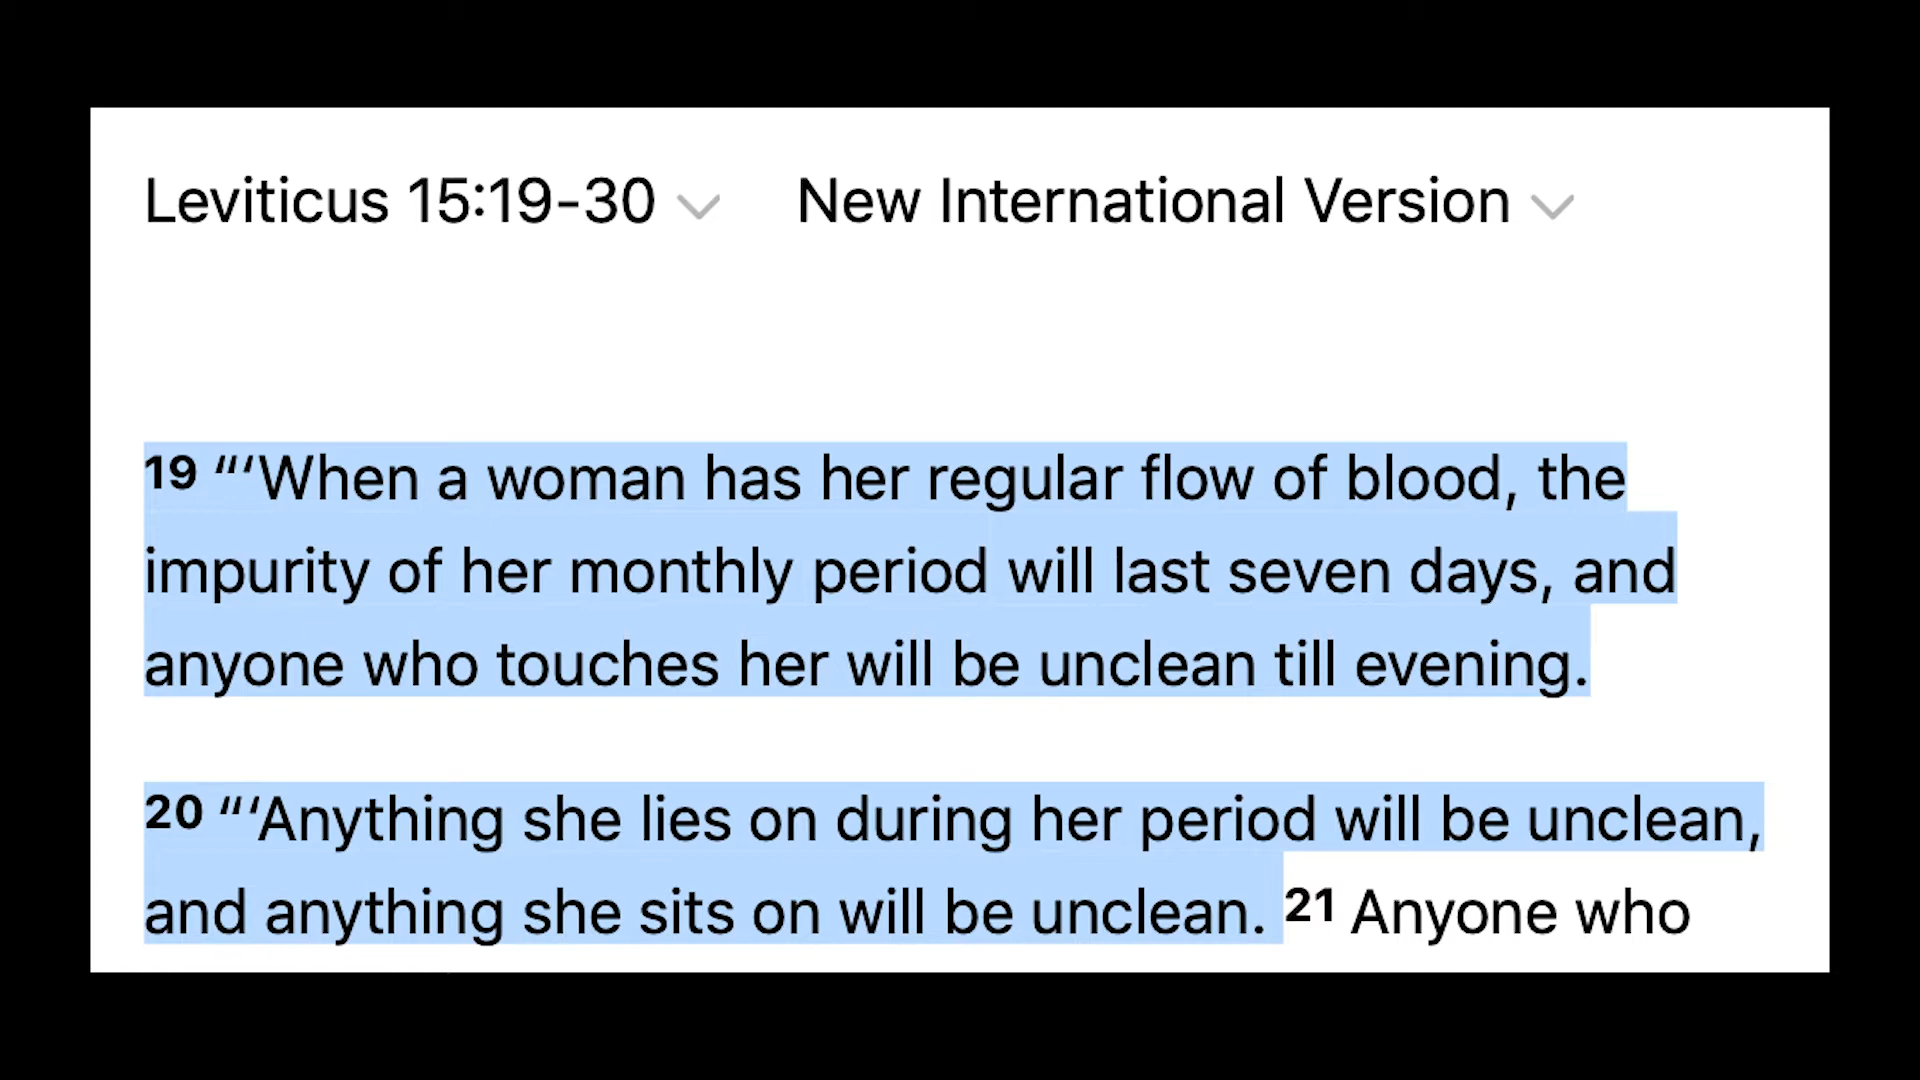 Leviticus 15:19-30 New International Version
19 “‘When a woman has her regular flow of blood, the
impurity of her monthly period will last seven days, and
anyone who touches her will be unclean till evening.
20 “‘Anything she lies on during her period will be unclean,
and anything she sits on will be unclean. 21 Anyone who